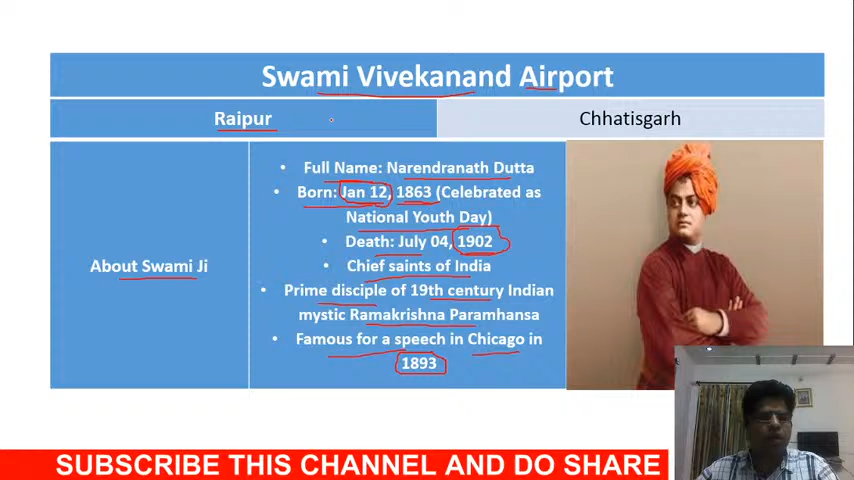 Swami Vivekanand Airport
Raipur
Chhatisgarh
About Swami Ji
• Full Name: Narendranath Dutta
• Born: Jan 12, 1863 (Celebrated as
National Youth Day)
• Death: July 04, 1902
• Chief saints of India
• Prime disciple of 19th century Indian
mystic Ramakrishna Paramhansa
• Famous for a speech in Chicago in
1893
SUBSCRIBE THIS CHANNEL AND DO SHARE